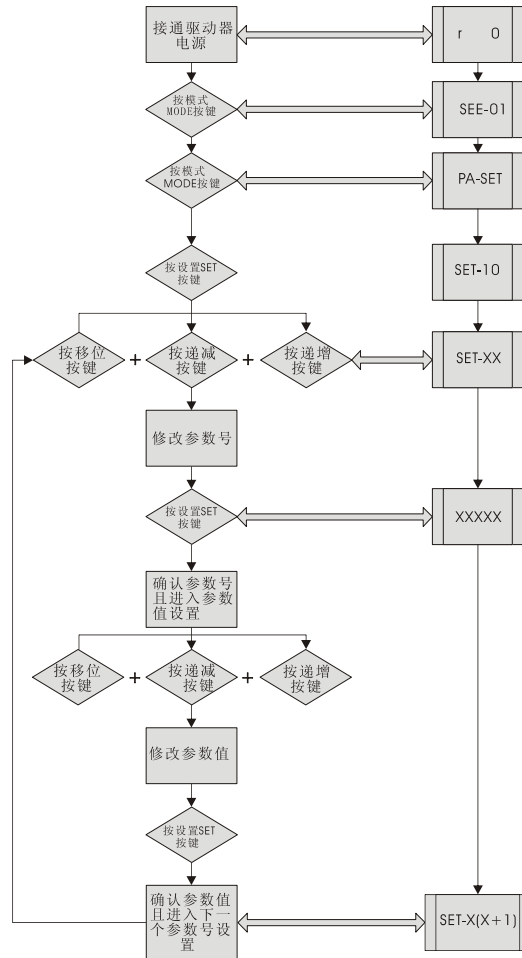 接通驱动器
电源
r 0
按模式
MODE按键
SEE-01
按模式
MODE按键
PA-SET
按设置SET
按键
SET-10
按移位
按键
+
按递减
按键
+
按递增
按键
SET-XX
修改参数号
按设置SET
按键
XXXXX
确认参数号
且进入参数
值设置
按移位
按键
+
按递减
按键
+
按递增
按键
修改参数值
按设置SET
按键
确认参数值
且进入下一
个参数号设
置
SET-X(X+1)